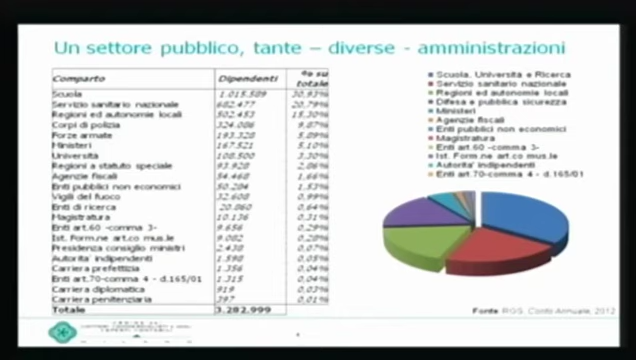 Un settore pubblico, tante – diverse - amministrazioni
Comparto Dipendenti % su totale
Scuola 1.015.589 30,93%
Servizio sanitario nazionale 682.477 20,79%
Regioni ed autonomie locali 502.453 15,30%
Corpi di polizia 324.086 9,87%
Forze armate 193.328 5,89%
Ministeri 167.521 5,10%
Università 108.500 3,30%
Regioni a statuto speciale 93.928 2,86%
Agenzie fiscali 54.468 1,66%
Enti pubblici non economici 50.284 1,53%
Vigili del fuoco 32.608 0,99%
Enti di ricerca 20.860 0,64%
Magistratura 10.136 0,31%
Enti art.60 -comma 3- 9.656 0,29%
Ist. Form.ne art.co mus.le 9.082 0,28%
Presidenza consiglio ministri 2.438 0,07%
Autorita' indipendenti 1.598 0,05%
Carriera prefettizia 1.356 0,04%
Enti art.70-comma 4 - d.165/01 1.315 0,04%
Carriera diplomatica 919 0,03%
Carriera penitenziaria 397 0,01%
Totale 3.282.999
Scuola, Università e Ricerca
Servizio sanitario nazionale
Regioni ed autonomie locali
Difesa e pubblica sicurezza
Ministeri
Agenzie fiscali
Enti pubblici non economici
Magistratura
Enti art.60 -comma 3-
Ist. Form.ne art.co mus.le
Autorita' indipendenti
Enti art.70-comma 4 - d.165/01
Fonte: RGS, Conto Annuale, 2012